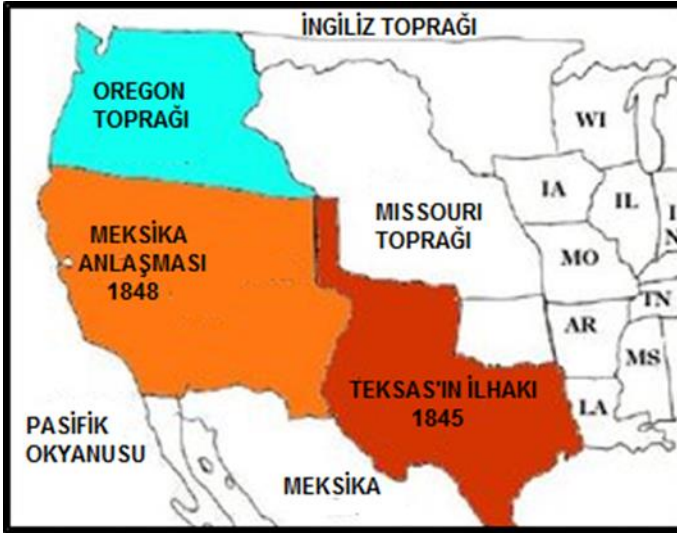 İNGİLİZ TOPRAĞI
OREGON
TOPRAĞI
WI
IA
IL
I
N
MISSOURI
TOPRAĞI
MEKSİKA
ANLAŞMASI
1848
MO
TN
AR
MS
TEKSAS'IN İLHAKI
1845
LA
PASİFİK
OKYANUSU
MEKSİKA